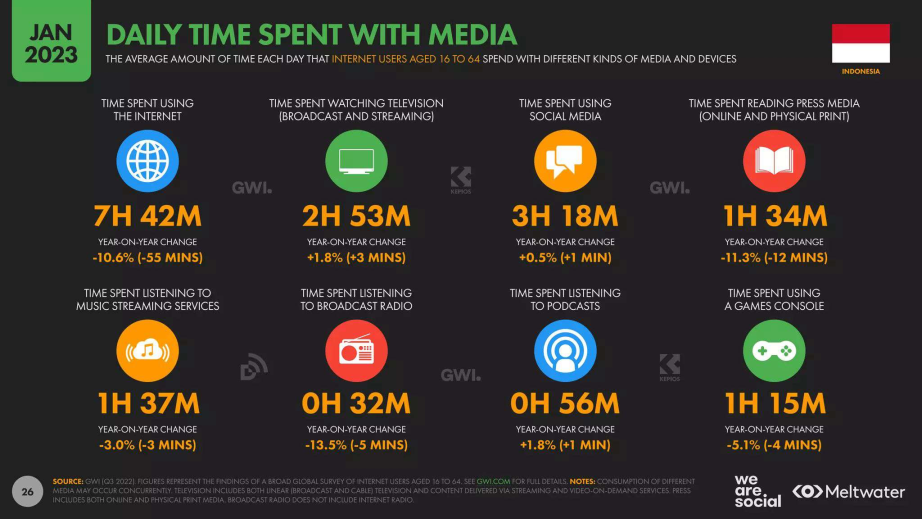 JAN
2023
DAILY TIME SPENT WITH MEDIA
THE AVERAGE AMOUNT OF TIME EACH DAY THAT INTERNET USERS AGED 16 TO 64 SPEND WITH DIFFERENT KINDS OF MEDIA AND DEVICES
INDONESIA
TIME SPENT USING
THE INTERNET
7H 42M
YEAR-ON-YEAR CHANGE
-10.6% (-55 MINS)
TIME SPENT WATCHING TELEVISION
(BROADCAST AND STREAMING)
2H 53M
YEAR-ON-YEAR CHANGE
+1.8% (+3 MINS)
TIME SPENT USING
SOCIAL MEDIA
3H 18M
YEAR-ON-YEAR CHANGE
+0.5% (+1 MIN)
TIME SPENT READING PRESS MEDIA
(ONLINE AND PHYSICAL PRINT)
1H 34M
YEAR-ON-YEAR CHANGE
-11.3% (-12 MINS)
GWI.
KEPIOS
GWI.
TIME SPENT LISTENING TO
MUSIC STREAMING SERVICES
1H 37M
YEAR-ON-YEAR CHANGE
-3.0% (-3 MINS)
TIME SPENT LISTENING
TO BROADCAST RADIO
0H 32M
YEAR-ON-YEAR CHANGE
-13.5% (-5 MINS)
TIME SPENT LISTENING
TO PODCASTS
0H 56M
YEAR-ON-YEAR CHANGE
+1.8% (+1 MIN)
TIME SPENT USING
A GAMES CONSOLE
1H 15M
YEAR-ON-YEAR CHANGE
-5.1% (-4 MINS)
GWI.
KEPIOS
26
SOURCE: GWI (Q3 2022). FIGURES REPRESENT THE FINDINGS OF A BROAD GLOBAL SURVEY OF INTERNET USERS AGED 16 TO 64. SEE GWI.COM FOR FULL DETAILS. NOTES: CONSUMPTION OF DIFFERENT
MEDIA MAY OCCUR CONCURRENTLY. TELEVISION INCLUDES BOTH LINEAR (BROADCAST AND CABLE) TELEVISION AND CONTENT DELIVERED VIA STREAMING AND VIDEO-ON-DEMAND SERVICES. PRESS
INCLUDES BOTH ONLINE AND PHYSICAL PRINT MEDIA. BROADCAST RADIO DOES NOT INCLUDE INTERNET RADIO.
we
are
social
Meltwater